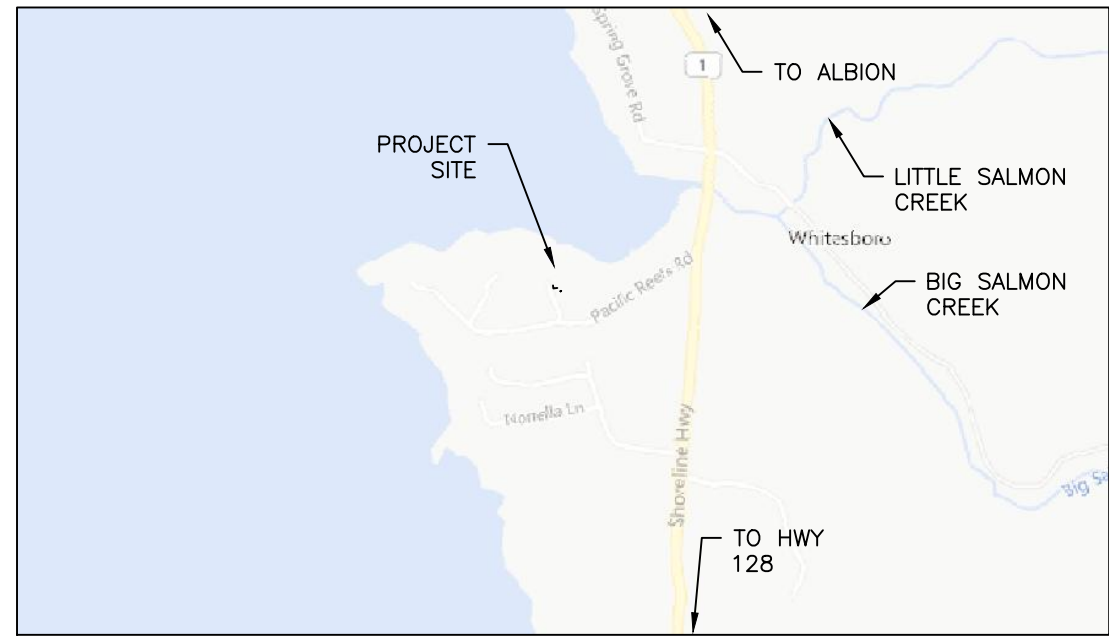 Spring Grove Rd
1
TO ALBION
PROJECT
SITE
LITTLE SALMON
CREEK
Whitesboro
Pacific Reefs Rd
BIG SALMON
CREEK
Norrella Ln
Shoreline Hwy
Big Sa
TO HWY
128